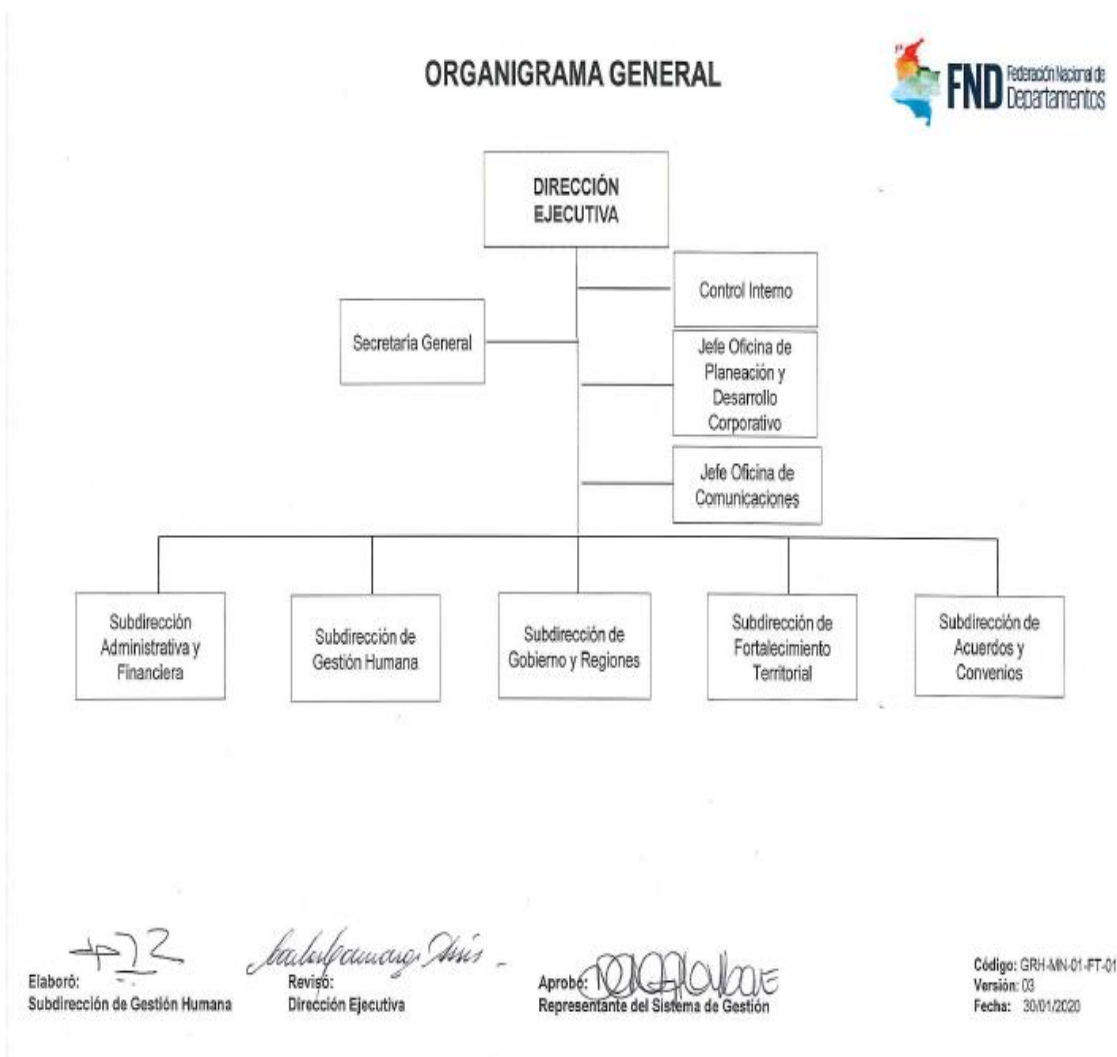 ORGANIGRAMA GENERAL
FND
Federación Nacional de
Departamentos
DIRECCIÓN
EJECUTIVA
Control Interno
Secretaria General
Jefe Oficina de
Planeación y
Desarrollo
Corporativo
Jefe Oficina de
Comunicaciones
Subdirección
Administrativa y
Financiera
Subdirección de
Gestión Humana
Subdirección de
Gobierno y Regiones
Subdirección de
Fortalecimiento
Territorial
Subdirección de
Acuerdos y
Convenios
Elaboró:
Subdirección de Gestión Humana
Revisó:
Dirección Ejecutiva
Aprobó:
Representante del Sistema de Gestión
Código: GRH-MN-01-FT-01
Versión: 03
Fecha: 30/01/2020